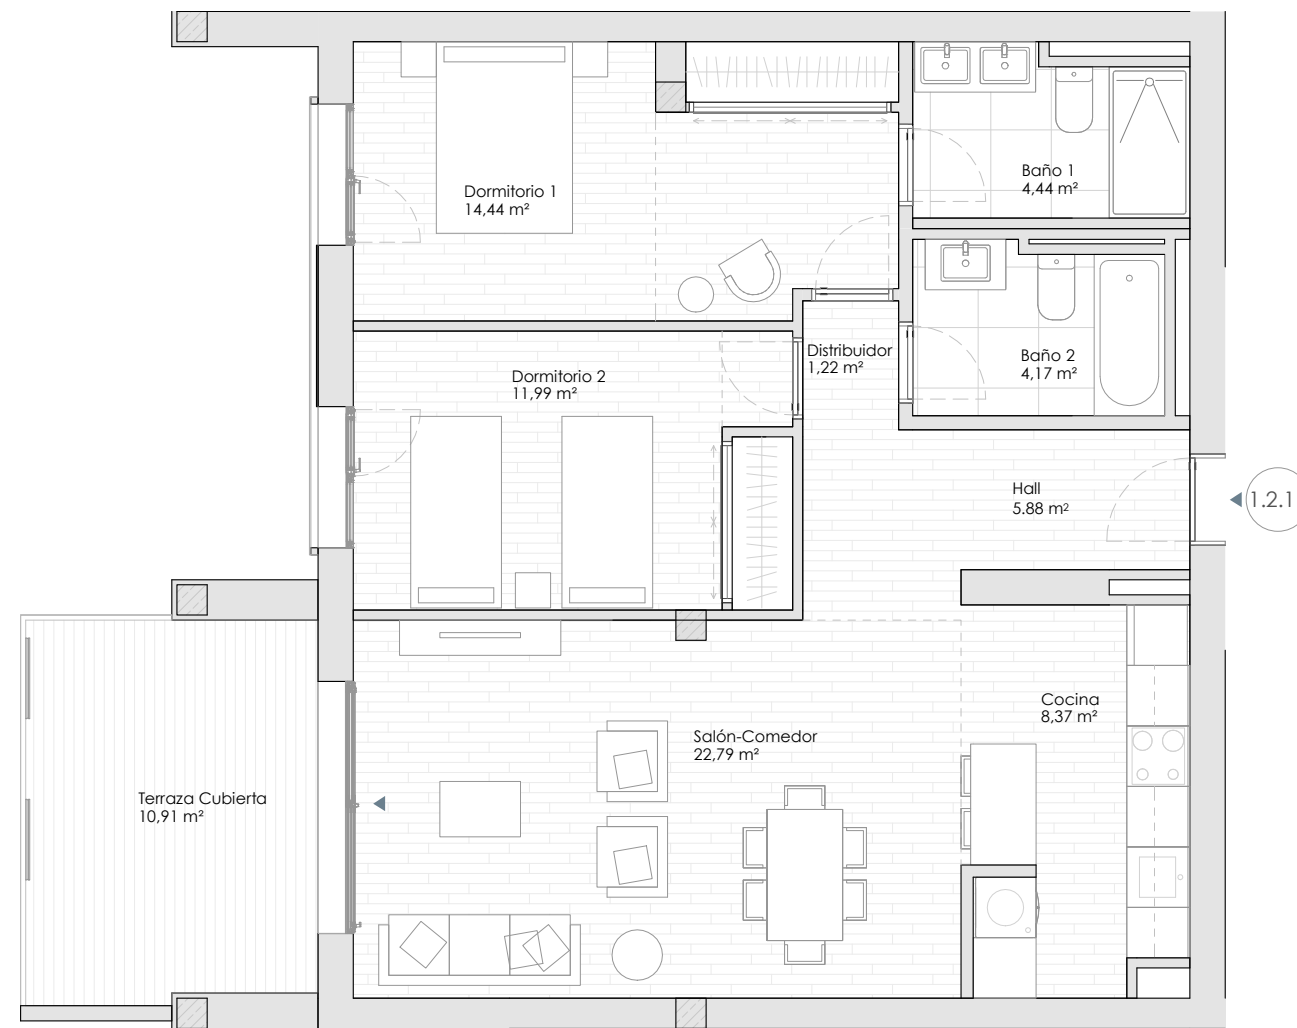 Baño 1
4,44 m²
Dormitorio 1
14,44 m²
Distribuidor
1,22 m²
Baño 2
4,17 m²
Dormitorio 2
11,99 m²
Hall
5.88 m²
1.2.1
Cocina
8,37 m²
Salón-Comedor
22,79 m²
Terraza Cubierta
10,91 m²